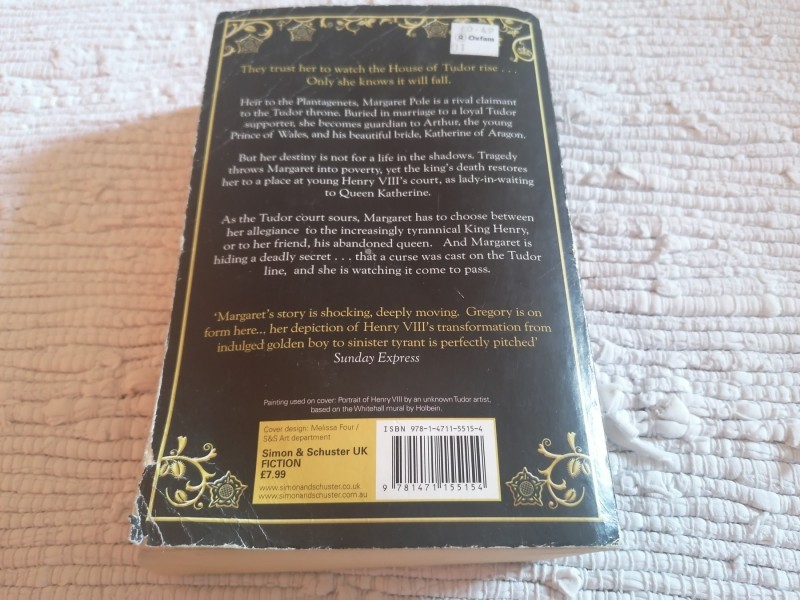 Oxfam
They trust her to watch the House of Tudor rise . . .
Only she knows it will fall.
Heir to the Plantagenets, Margaret Pole is a rival claimant
to the Tudor throne. Buried in marriage to a loyal Tudor
supporter, she becomes guardian to Arthur, the young
Prince of Wales, and his beautiful bride, Katherine of Aragon.
But her destiny is not for a life in the shadows. Tragedy
throws Margaret into poverty, yet the king's death restores
her to a place at young Henry VIII's court, as lady-in-waiting
to Queen Katherine.
As the Tudor court sours, Margaret has to choose between
her allegiance to the increasingly tyrannical King Henry,
or to her friend, his abandoned queen. And Margaret is
hiding a deadly secret . . . that a curse was cast on the Tudor
line, and she is watching it come to pass.
'Margaret's story is shocking, deeply moving. Gregory is on
form here... her depiction of Henry VIII's transformation from
indulged golden boy to sinister tyrant is perfectly pitched'
Sunday Express
Painting used on cover: Portrait of Henry VIII by an unknown Tudor artist,
based on the Whitehall mural by Holbein.
Cover design: Melissa Four /
S&S Art department
Simon & Schuster UK
FICTION
£7.99
www.simonandschuster.co.uk
www.simonandschuster.com.au
ISBN 978-1-4711-5515-4
9 781471 155154